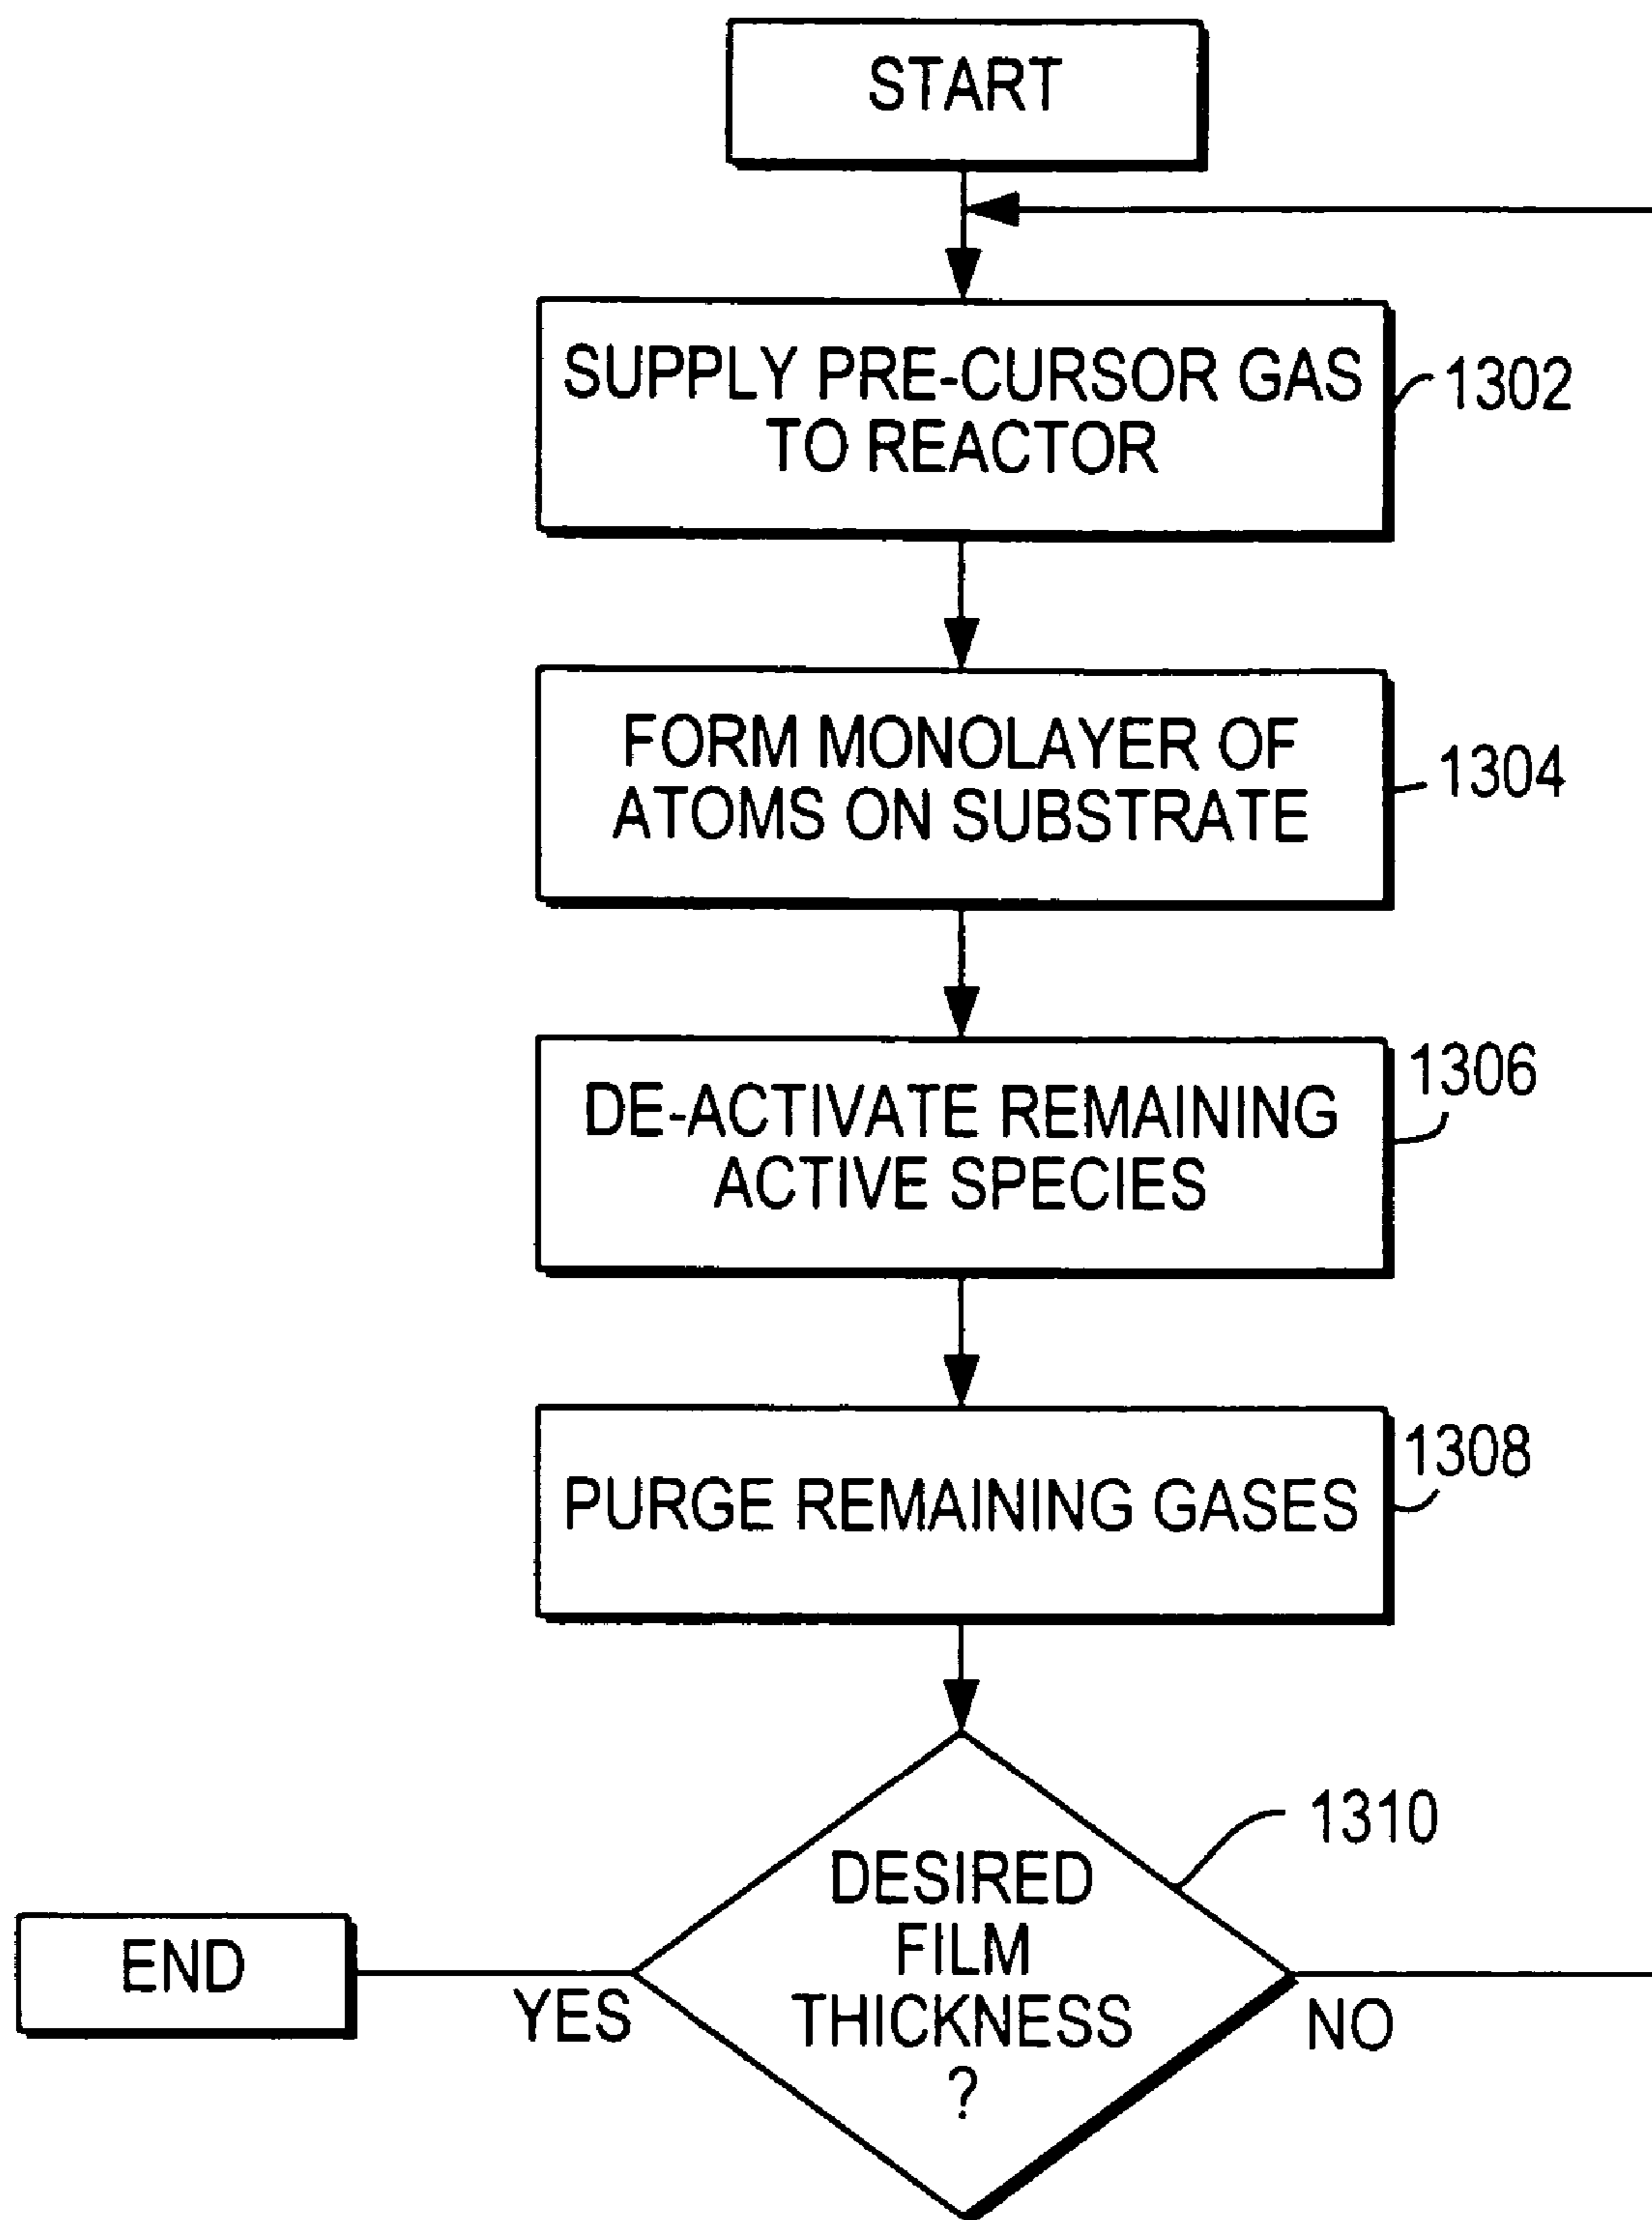 START
SUPPLY PRE-CURSOR GAS
TO REACTOR
1302
FORM MONOLAYER OF
ATOMS ON SUBSTRATE
1304
DE-ACTIVATE REMAINING
ACTIVE SPECIES
1306
PURGE REMAINING GASES
1308
DESIRED
FILM
THICKNESS
?
1310
END
YES
NO